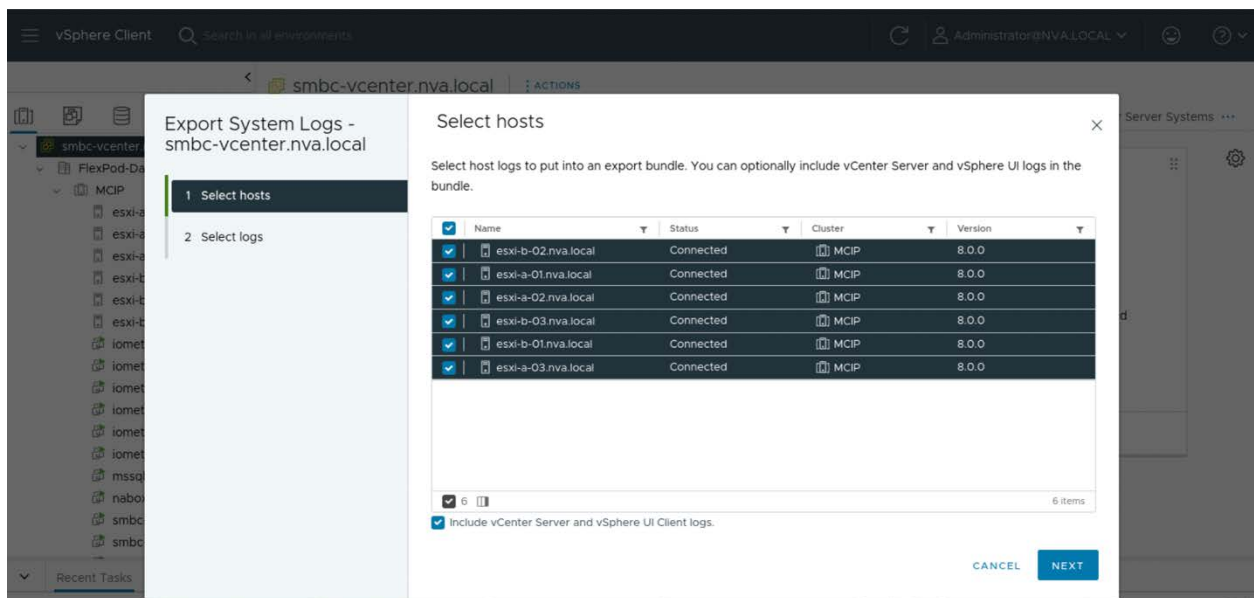 vSphere Client
Search in all environments
Administrator@NVA.LOCAL
smbc-vcenter.nva.local
ACTIONS
Server Systems
smbc-vcenter.
FlexPod-Da
MCIP
esxi-a
esxi-a
esxi-a
esxi-b
esxi-b
esxi-b
iomet
iomet
iomet
iomet
iomet
iomet
mssql
nabox
smbc-
smbc
Recent Tasks
Export System Logs -
smbc-vcenter.nva.local
1 Select hosts
2 Select logs
Select hosts
Select host logs to put into an export bundle. You can optionally include vCenter Server and vSphere UI logs in the
bundle.
Name Status Cluster Version
esxi-b-02.nva.local Connected MCIP 8.0.0
esxi-a-01.nva.local Connected MCIP 8.0.0
esxi-a-02.nva.local Connected MCIP 8.0.0
esxi-b-03.nva.local Connected MCIP 8.0.0
esxi-b-01.nva.local Connected MCIP 8.0.0
esxi-a-03.nva.local Connected MCIP 8.0.0
6 6 items
Include vCenter Server and vSphere UI Client logs.
CANCEL NEXT